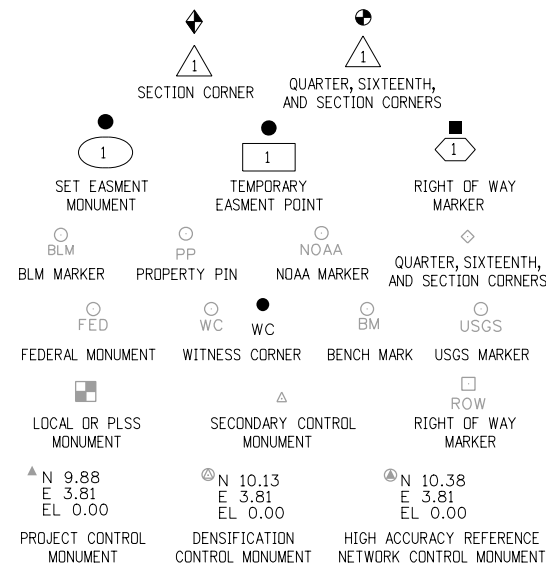 1
1
SECTION CORNER
QUARTER, SIXTEENTH,
AND SECTION CORNERS
1
1
1
SET EASMENT
MONUMENT
TEMPORARY
EASMENT POINT
RIGHT OF WAY
MARKER
BLM
PP
NOAA
BLM MARKER
PROPERTY PIN
NOAA MARKER
QUARTER, SIXTEENTH,
AND SECTION CORNERS
FED
WC
WC
BM
USGS
FEDERAL MONUMENT
WITNESS CORNER
BENCH MARK
USGS MARKER
ROW
LOCAL OR PLSS
MONUMENT
SECONDARY CONTROL
MONUMENT
RIGHT OF WAY
MARKER
N 9.88
E 3.81
EL 0.00
N 10.13
E 3.81
EL 0.00
N 10.38
E 3.81
EL 0.00
PROJECT CONTROL
MONUMENT
DENSIFICATION
CONTROL MONUMENT
HIGH ACCURACY REFERENCE
NETWORK CONTROL MONUMENT